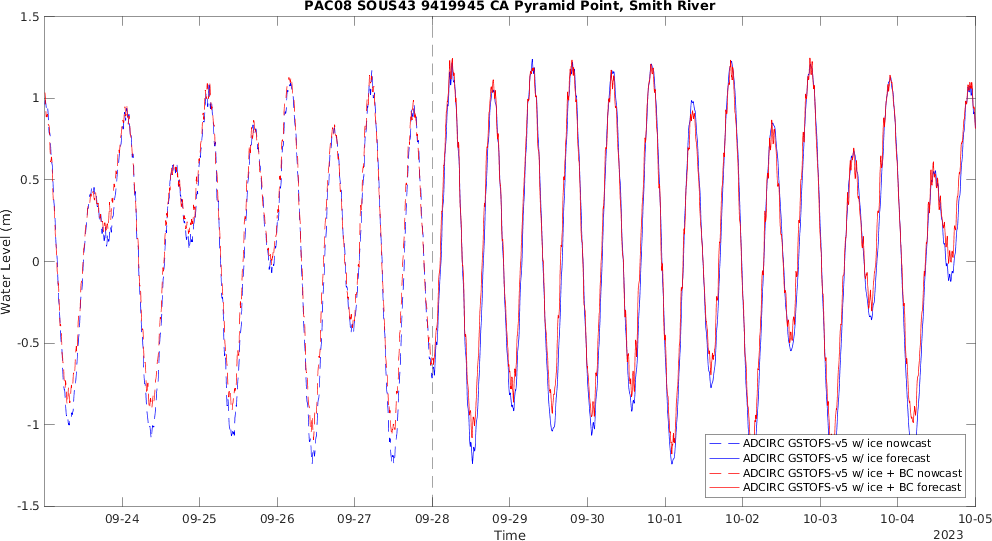 PAC08 SOUS43 9419945 CA Pyramid Point, Smith River
1.5
1
0.5
0
-0.5
-1
-1.5
Water Level (m)
ADCIRC GSTOFS-v5 w/ ice nowcast
ADCIRC GSTOFS-v5 w/ ice forecast
ADCIRC GSTOFS-v5 w/ ice + BC nowcast
ADCIRC GSTOFS-v5 w/ ice + BC forecast
09-24 09-25 09-26 09-27 09-28 09-29 09-30 10-01 10-02 10-03 10-04 10-05
Time
2023